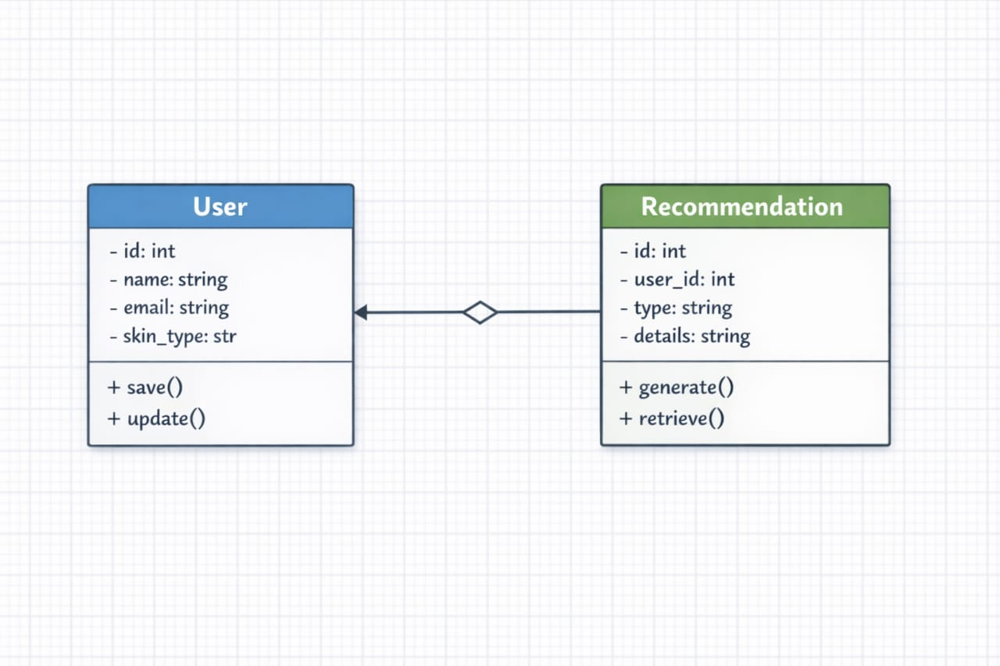 User
- id: int
- name: string
- email: string
- skin_type: str
+ save()
+ update()
Recommendation
- id: int
- user_id: int
- type: string
- details: string
+ generate()
+ retrieve()